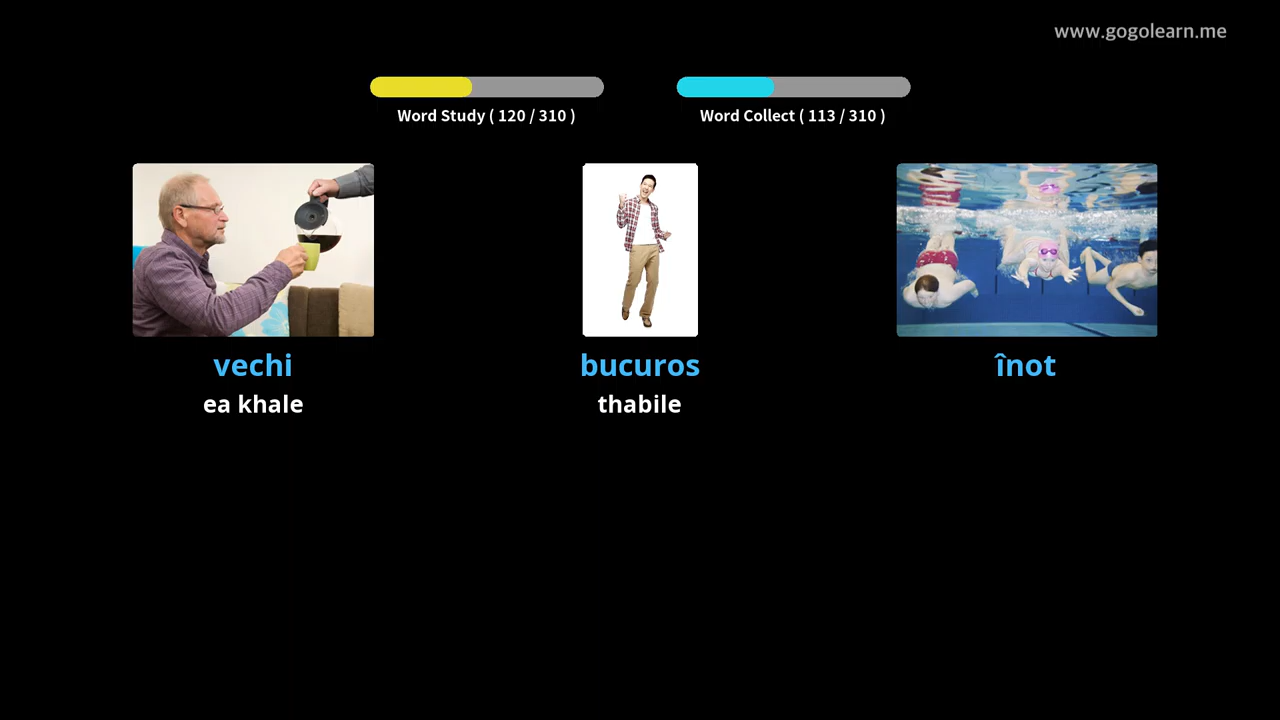 www.gogolearn.me
Word Study ( 120 / 310 )
Word Collect ( 113 / 310 )
vechi
ea khale
bucuros
thabile
înot